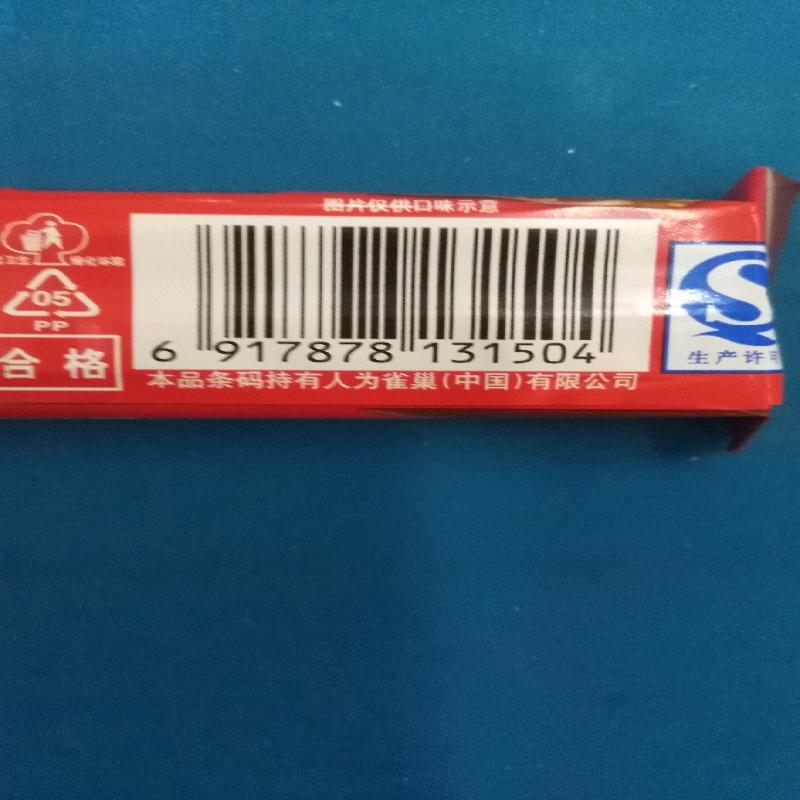 图片仅供口味示意
05
PP
合格
6 917878 131504
本品条码持有人为雀巢(中国)有限公司
生产许可